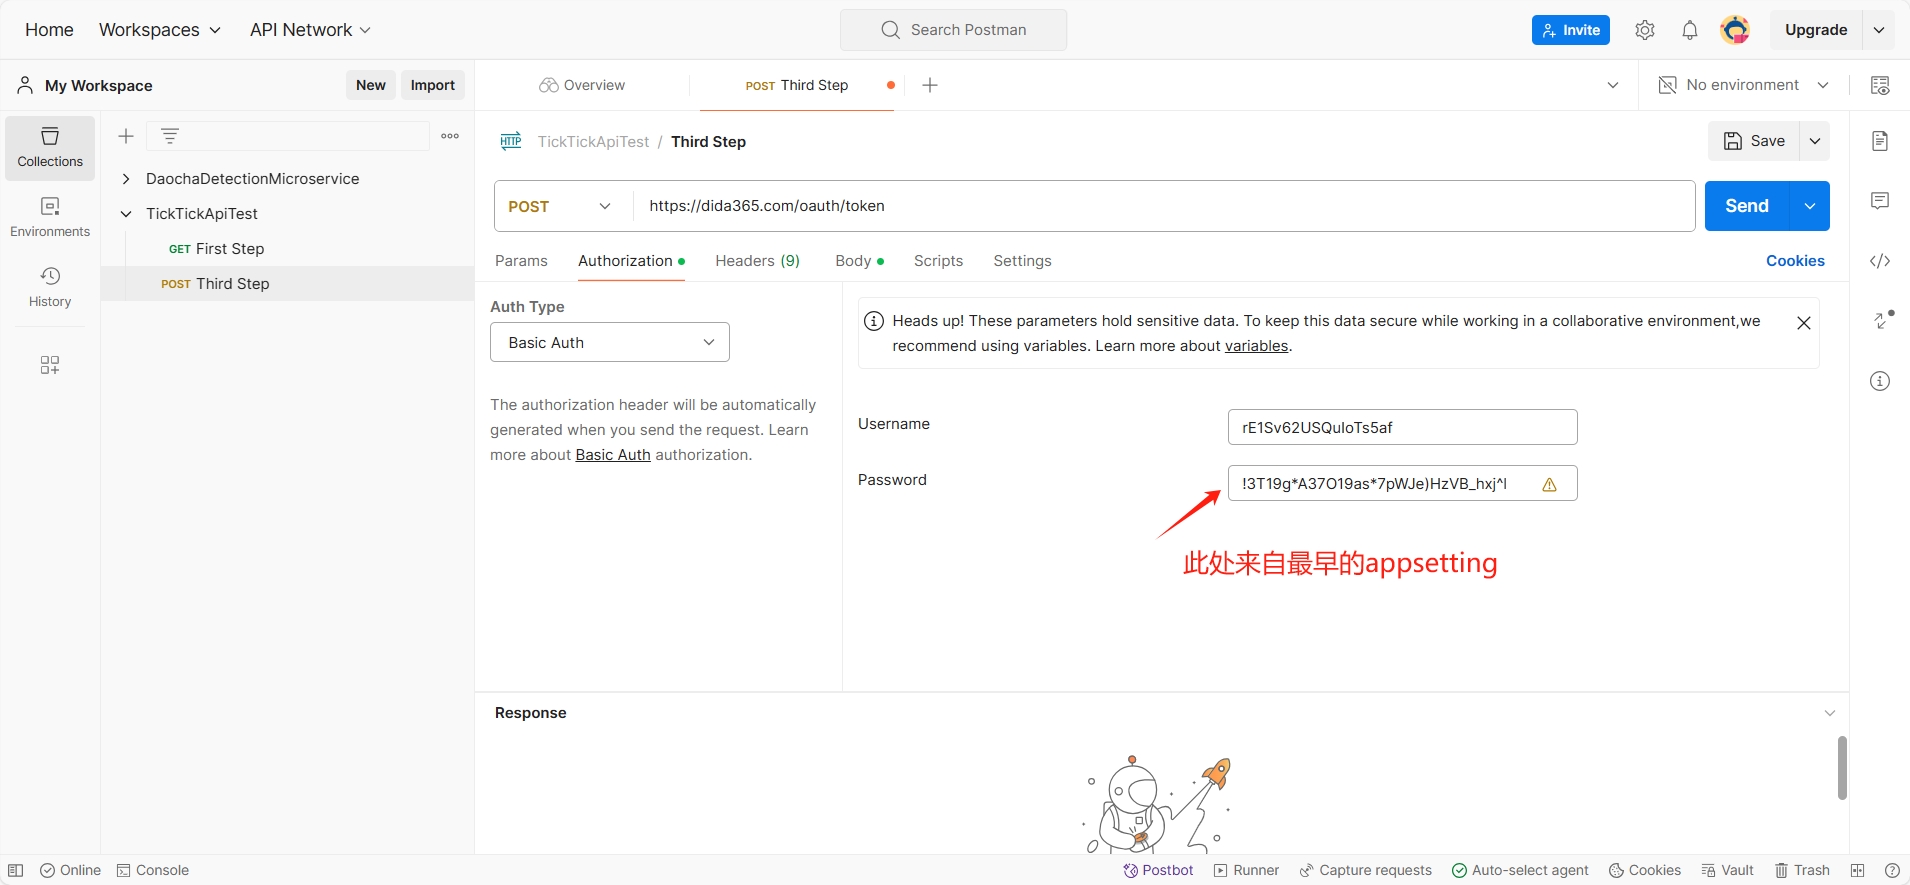 Home Workspaces API Network Search Postman Invite Upgrade
My Workspace New Import Overview POST Third Step No environment
Collections
Environments
History
DaochaDetectionMicroservice
TickTickApiTest
GET First Step
POST Third Step
HTTP TickTickApiTest / Third Step Save
POST https://dida365.com/oauth/token Send
Params Authorization Headers (9) Body Scripts Settings Cookies
Auth Type
Basic Auth
The authorization header will be automatically
generated when you send the request. Learn
more about Basic Auth authorization.
Heads up! These parameters hold sensitive data. To keep this data secure while working in a collaborative environment,we
recommend using variables. Learn more about variables.
Username rE1Sv62USQuIoTs5af
Password !3T19g*A37O19as*7pWJe)HzVB_hxj^l
此处来自最早的appsetting
Response
Online Console Postbot Runner Capture requests Auto-select agent Cookies Vault Trash